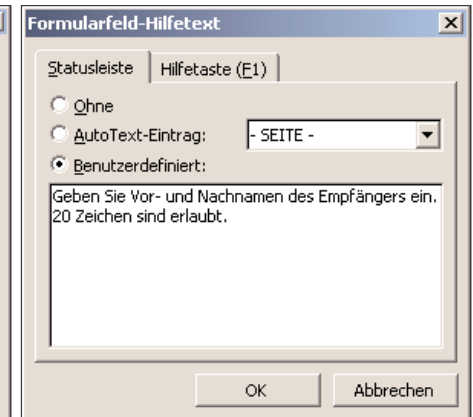 Formularfeld-Hilfetext
Statusleiste Hilfetaste (F1)
Ohne
AutoText-Eintrag: - SEITE -
Benutzerdefiniert:
Geben Sie Vor- und Nachnamen des Empfängers ein.
20 Zeichen sind erlaubt.
OK Abbrechen